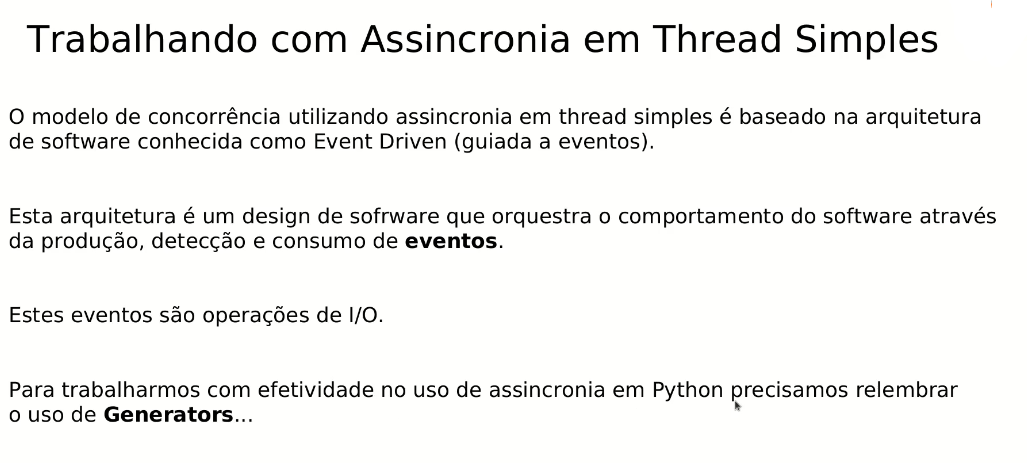 Trabalhando com Assincronia em Thread Simples
O modelo de concorrência utilizando assincronia em thread simples é baseado na arquitetura
de software conhecida como Event Driven (guiada a eventos).
Esta arquitetura é um design de sofrware que orquestra o comportamento do software através
da produção, detecção e consumo de eventos.
Estes eventos são operações de I/O.
Para trabalharmos com efetividade no uso de assincronia em Python precisamos relembrar
o uso de Generators...